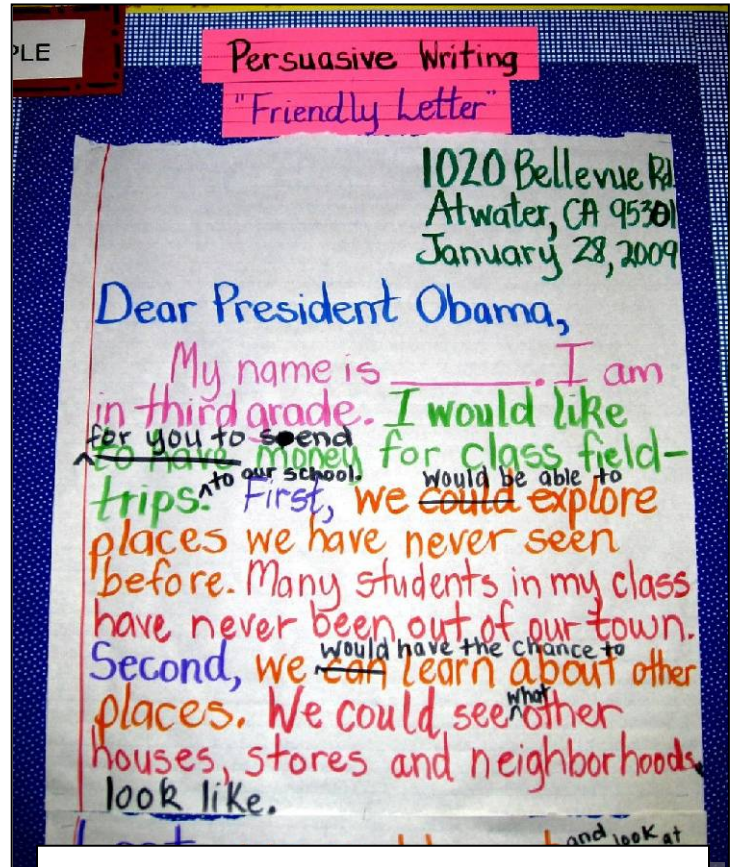 PLE
Persuasive Writing
"Friendly Letter"
1020 Bellevue Rd.
Atwater, CA 95301
January 28, 2009
Dear President Obama,
My name is ______. I am
in third grade. I would like
for you to send
to have money for class field-
to our school. would be able to
trips. First, we could explore
places we have never seen
before. Many students in my class
have never been out of our town.
would have the chance to
Second, we can learn about other
what
places. We could see other
houses, stores and neighborhoods
look like.
and look at